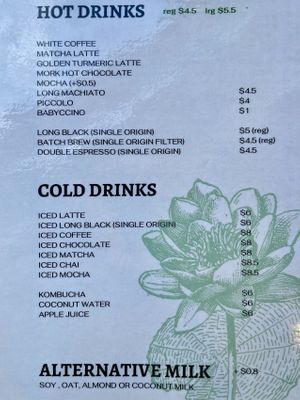 HOT DRINKS reg $4.5 lrg $5.5
WHITE COFFEE
MATCHA LATTE
GOLDEN TURMERIC LATTE
MORK HOT CHOCOLATE
MOCHA (+$0.5)
LONG MACHIATO $4.5
PICCOLO $4
BABYCCINO $1
LONG BLACK (SINGLE ORIGIN) $5 (reg)
BATCH BREW (SINGLE ORIGIN FILTER) $4.5 (reg)
DOUBLE ESPRESSO (SINGLE ORIGIN) $4.5
COLD DRINKS
ICED LATTE $6
ICED LONG BLACK (SINGLE ORIGIN) $6
ICED COFFEE $8
ICED CHOCOLATE $8
ICED MATCHA $8
ICED CHAI $8.5
ICED MOCHA $8.5
KOMBUCHA $6
COCONUT WATER $6
APPLE JUICE $6
ALTERNATIVE MILK + $0.8
SOY , OAT, ALMOND OR COCONUT MILK